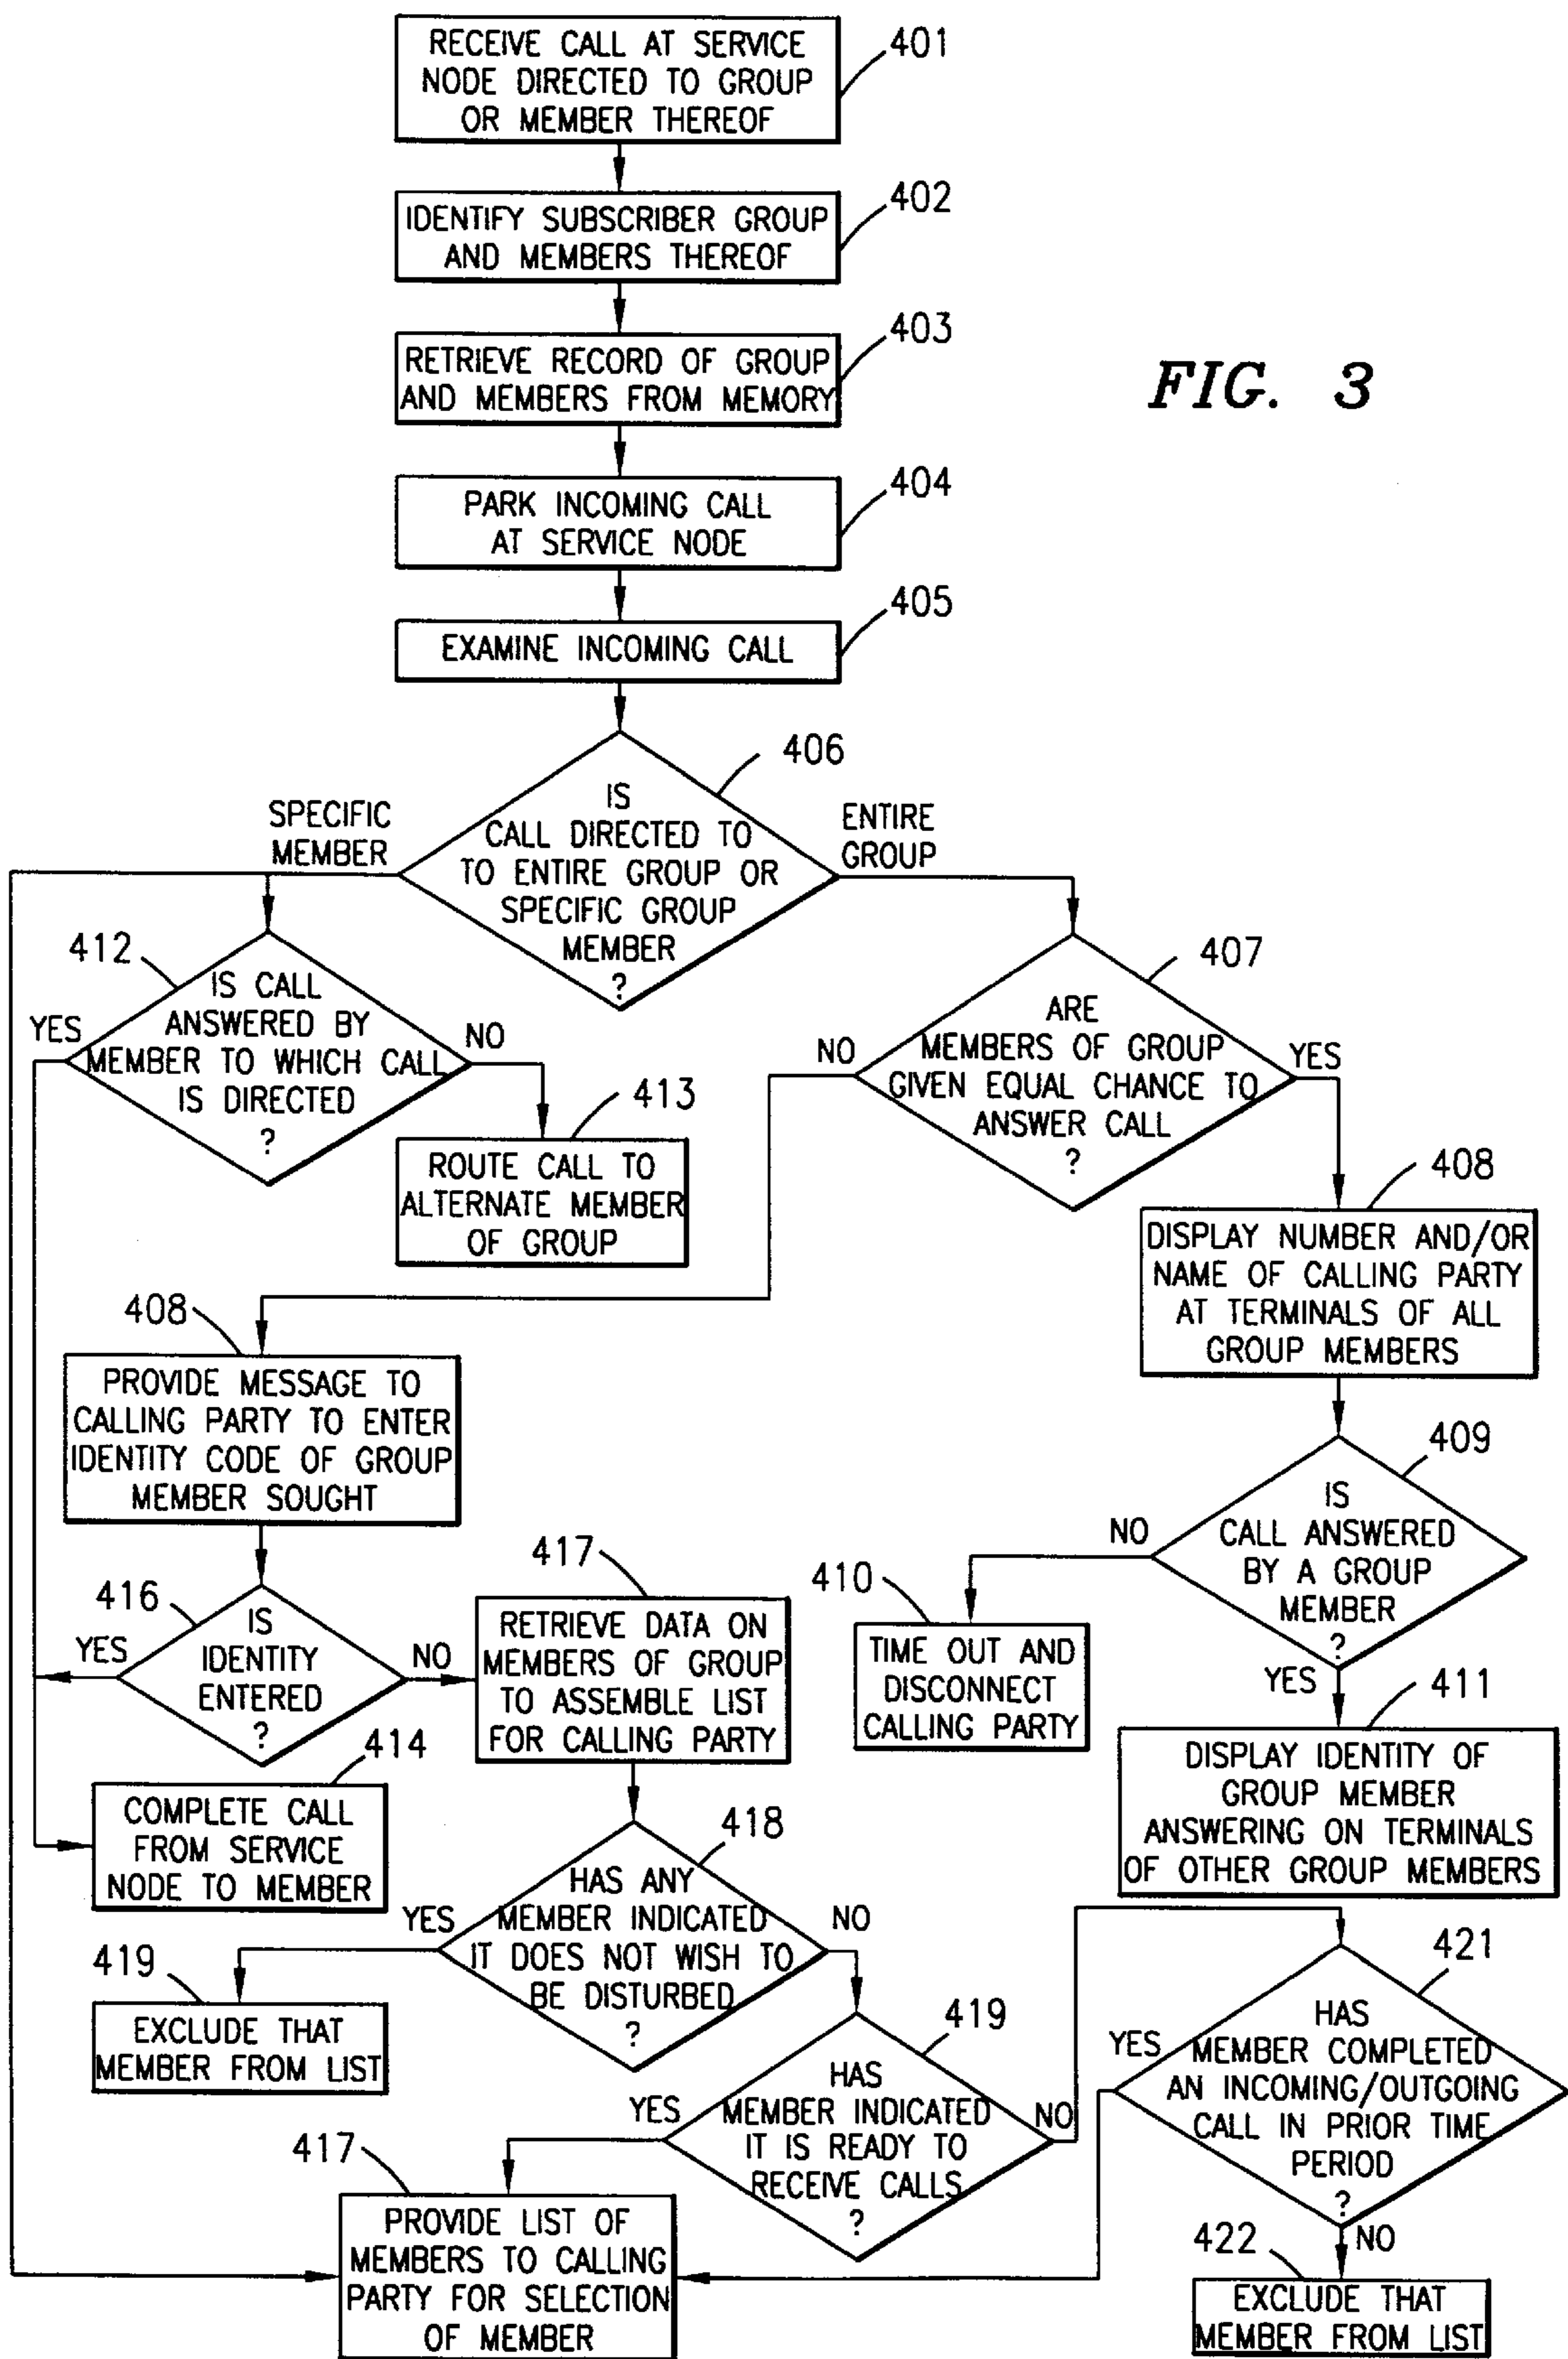 RECEIVE CALL AT SERVICE
NODE DIRECTED TO GROUP
OR MEMBER THEREOF
401
IDENTIFY SUBSCRIBER GROUP
AND MEMBERS THEREOF
402
RETRIEVE RECORD OF GROUP
AND MEMBERS FROM MEMORY
403
FIG. 3
PARK INCOMING CALL
AT SERVICE NODE
404
EXAMINE INCOMING CALL
405
406
IS
CALL DIRECTED TO
TO ENTIRE GROUP OR
SPECIFIC GROUP
MEMBER
?
SPECIFIC
MEMBER
ENTIRE
GROUP
412
IS CALL
ANSWERED BY
MEMBER TO WHICH CALL
IS DIRECTED
?
YES
NO
413
ROUTE CALL TO
ALTERNATE MEMBER
OF GROUP
407
ARE
MEMBERS OF GROUP
GIVEN EQUAL CHANCE TO
ANSWER CALL
?
NO
YES
408
DISPLAY NUMBER AND/OR
NAME OF CALLING PARTY
AT TERMINALS OF ALL
GROUP MEMBERS
408
PROVIDE MESSAGE TO
CALLING PARTY TO ENTER
IDENTITY CODE OF GROUP
MEMBER SOUGHT
409
IS
CALL ANSWERED
BY A GROUP
MEMBER
?
NO
YES
410
TIME OUT AND
DISCONNECT
CALLING PARTY
411
DISPLAY IDENTITY OF
GROUP MEMBER
ANSWERING ON TERMINALS
OF OTHER GROUP MEMBERS
416
IS
IDENTITY
ENTERED
?
YES
NO
417
RETRIEVE DATA ON
MEMBERS OF GROUP
TO ASSEMBLE LIST
FOR CALLING PARTY
414
COMPLETE CALL
FROM SERVICE
NODE TO MEMBER
418
HAS ANY
MEMBER INDICATED
IT DOES NOT WISH TO
BE DISTURBED
?
YES
NO
419
EXCLUDE THAT
MEMBER FROM LIST
419
HAS
MEMBER INDICATED
IT IS READY TO
RECEIVE CALLS
?
YES
NO
421
HAS
MEMBER COMPLETED
AN INCOMING/OUTGOING
CALL IN PRIOR TIME
PERIOD
?
YES
NO
417
PROVIDE LIST OF
MEMBERS TO CALLING
PARTY FOR SELECTION
OF MEMBER
422
EXCLUDE THAT
MEMBER FROM LIST